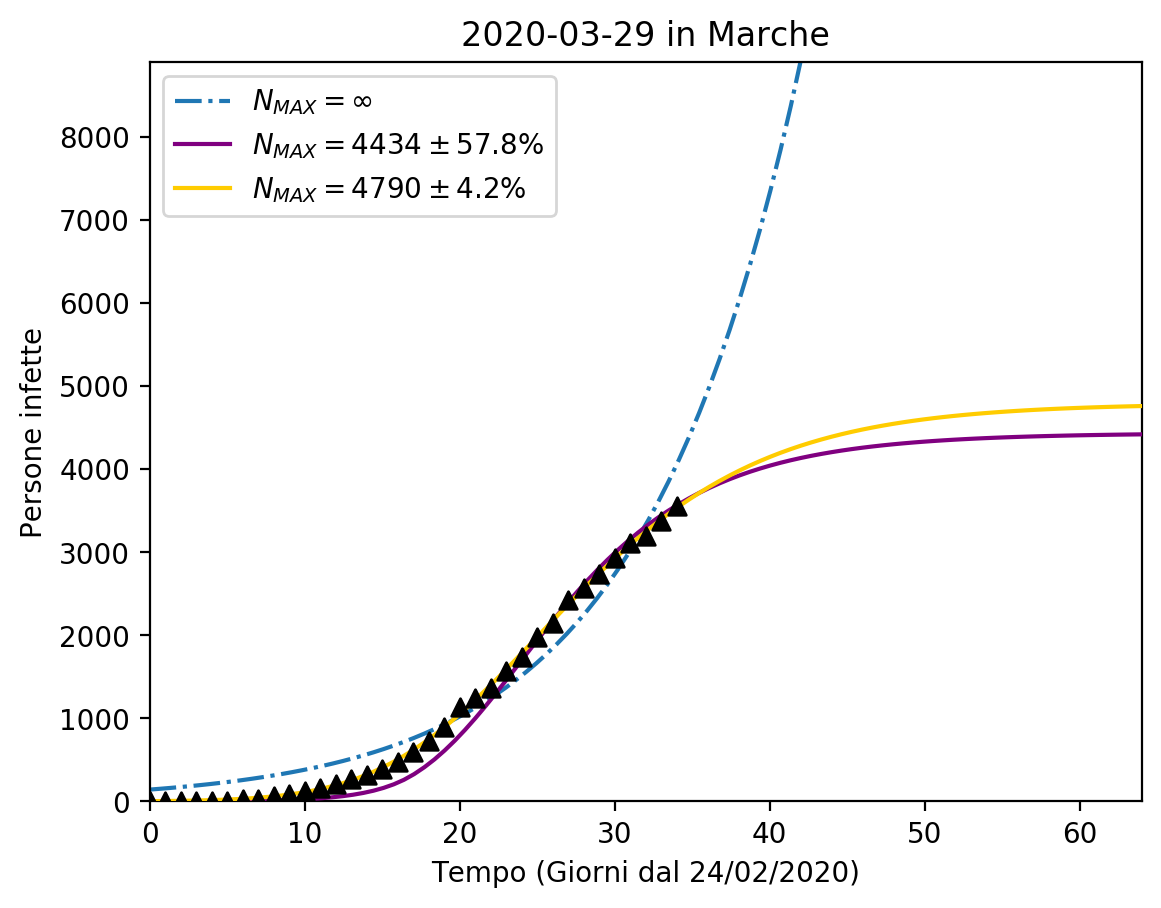 2020-03-29 in Marche
N_MAX = ∞
N_MAX = 4434 ± 57.8%
N_MAX = 4790 ± 4.2%
8000
7000
6000
5000
4000
3000
2000
1000
0
Persone infette
0 10 20 30 40 50 60
Tempo (Giorni dal 24/02/2020)